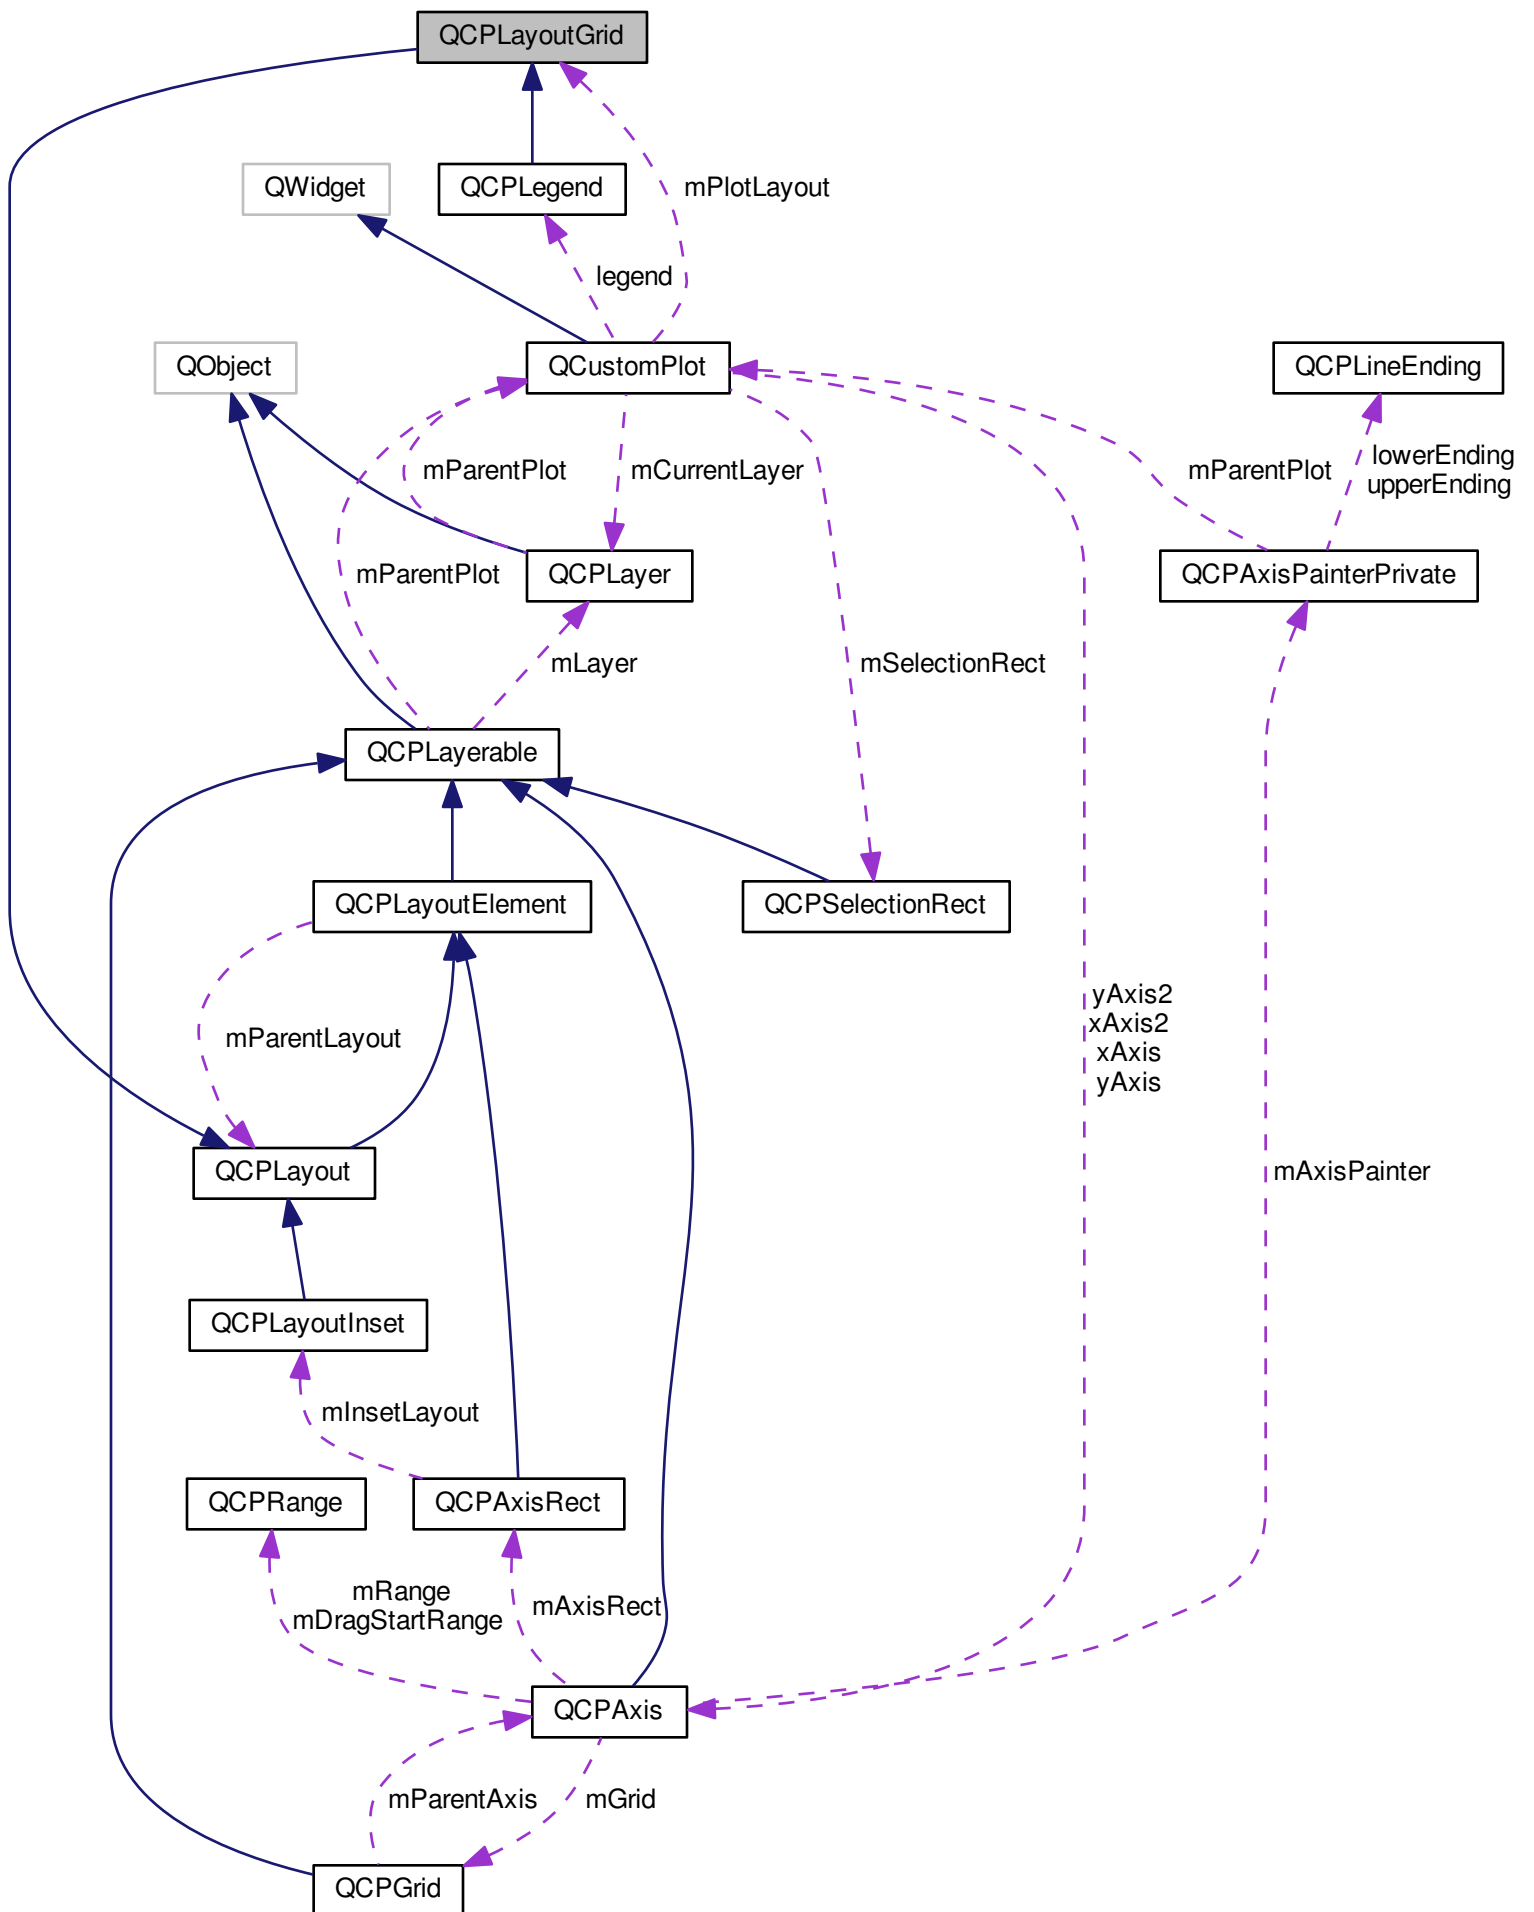 QCPLayoutGrid
QWidget
QCPLegend
mPlotLayout
legend
QObject
QCustomPlot
QCPLineEnding
mParentPlot
mCurrentLayer
mParentPlot
lowerEnding
upperEnding
mParentPlot
QCPLayer
QCPAxisPainterPrivate
mLayer
mSelectionRect
QCPLayerable
QCPLayoutElement
QCPSelectionRect
yAxis2
xAxis2
xAxis
yAxis
mParentLayout
QCPLayout
mAxisPainter
QCPLayoutInset
mInsetLayout
QCPRange
QCPAxisRect
mRange
mDragStartRange
mAxisRect
QCPAxis
mParentAxis
mGrid
QCPGrid